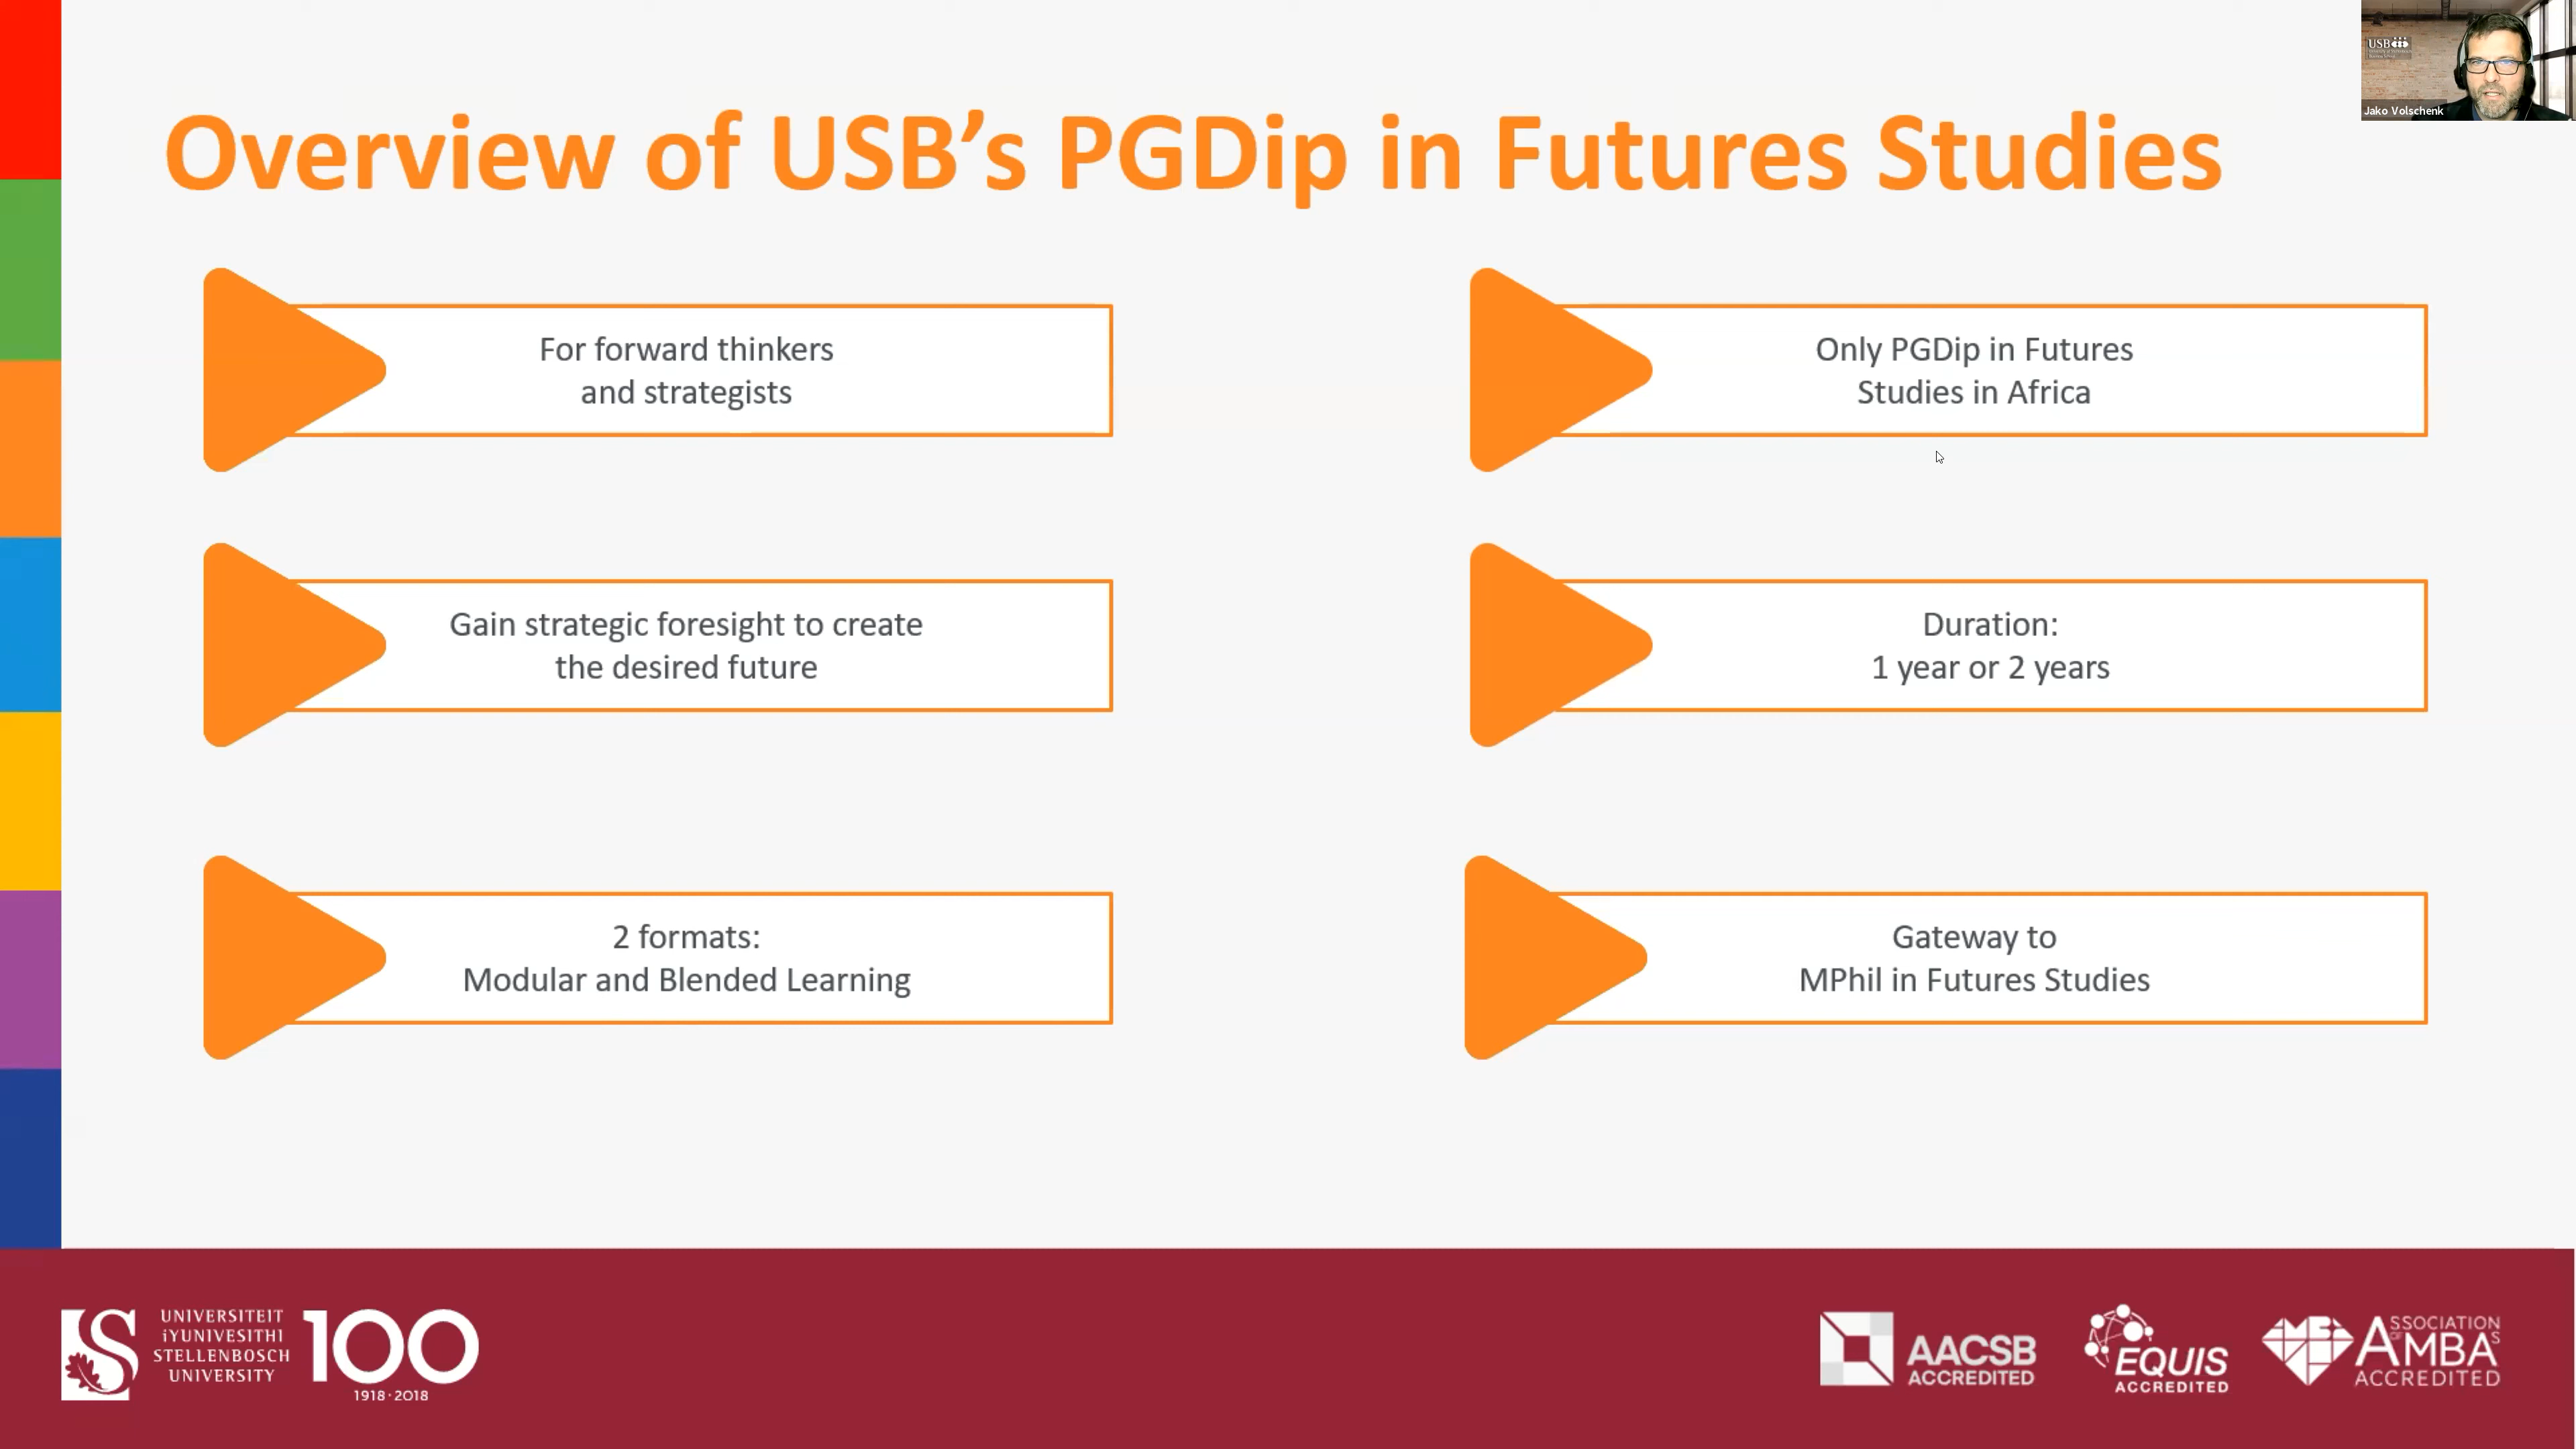 Overview of USB’s PGDip in Futures Studies
USB
Jako Volschenk
For forward thinkers
and strategists
Only PGDip in Futures
Studies in Africa
Gain strategic foresight to create
the desired future
Duration:
1 year or 2 years
2 formats:
Modular and Blended Learning
Gateway to
MPhil in Futures Studies
UNIVERSITEIT
iYUNIVESITHI
STELLENBOSCH
UNIVERSITY
100
1918·2018
AACSB
ACCREDITED
EQUIS
ACCREDITED
ASSOCIATION
OF MBAS
ACCREDITED